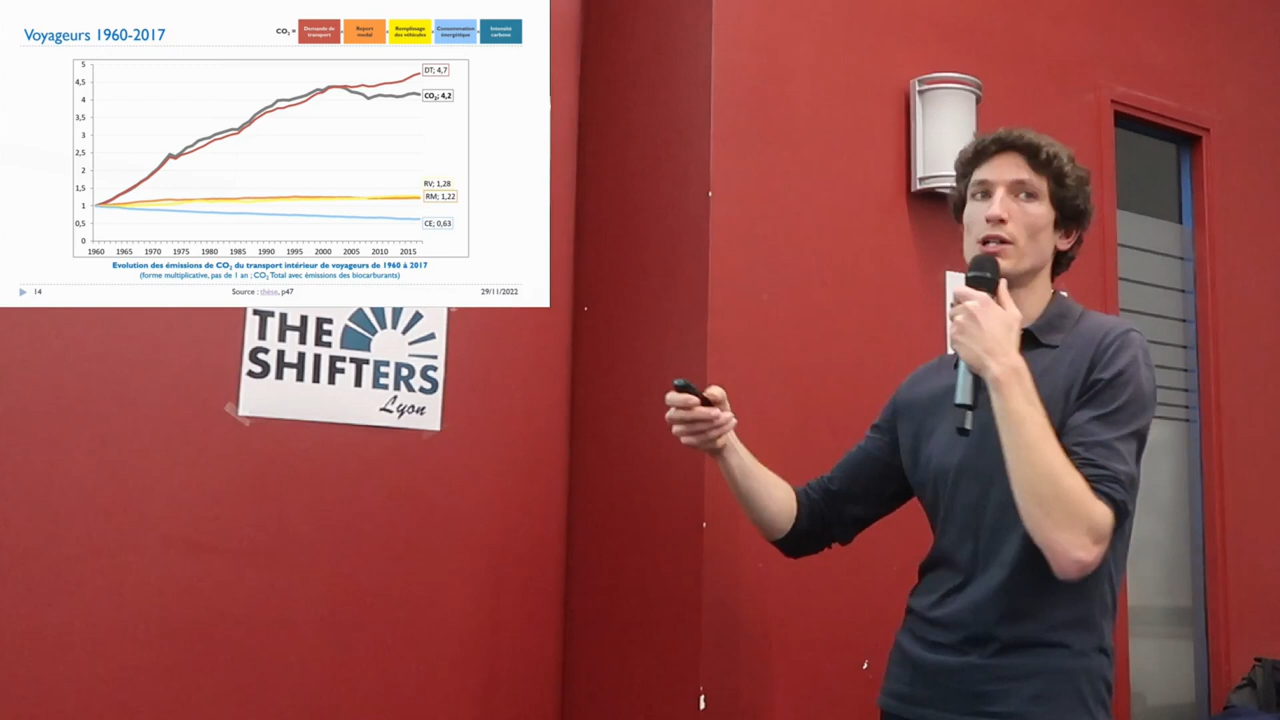 Voyageurs 1960-2017
CO₂ =
Demande de transport
Report modal
Remplissage des véhicules
Consommation énergétique
Intensité carbone
5
4,5
4
3,5
3
2,5
2
1,5
1
0,5
0
DT; 4,7
CO₂; 4,2
RV; 1,28
RM; 1,22
CE; 0,63
1960 1965 1970 1975 1980 1985 1990 1995 2000 2005 2010 2015
Evolution des émissions de CO₂ du transport intérieur de voyageurs de 1960 à 2017
(forme multiplicative, pas de 1 an ; CO₂ Total avec émissions des biocarburants)
14
Source : thèse, p47
29/11/2022
THE
SHIFTERS
Lyon